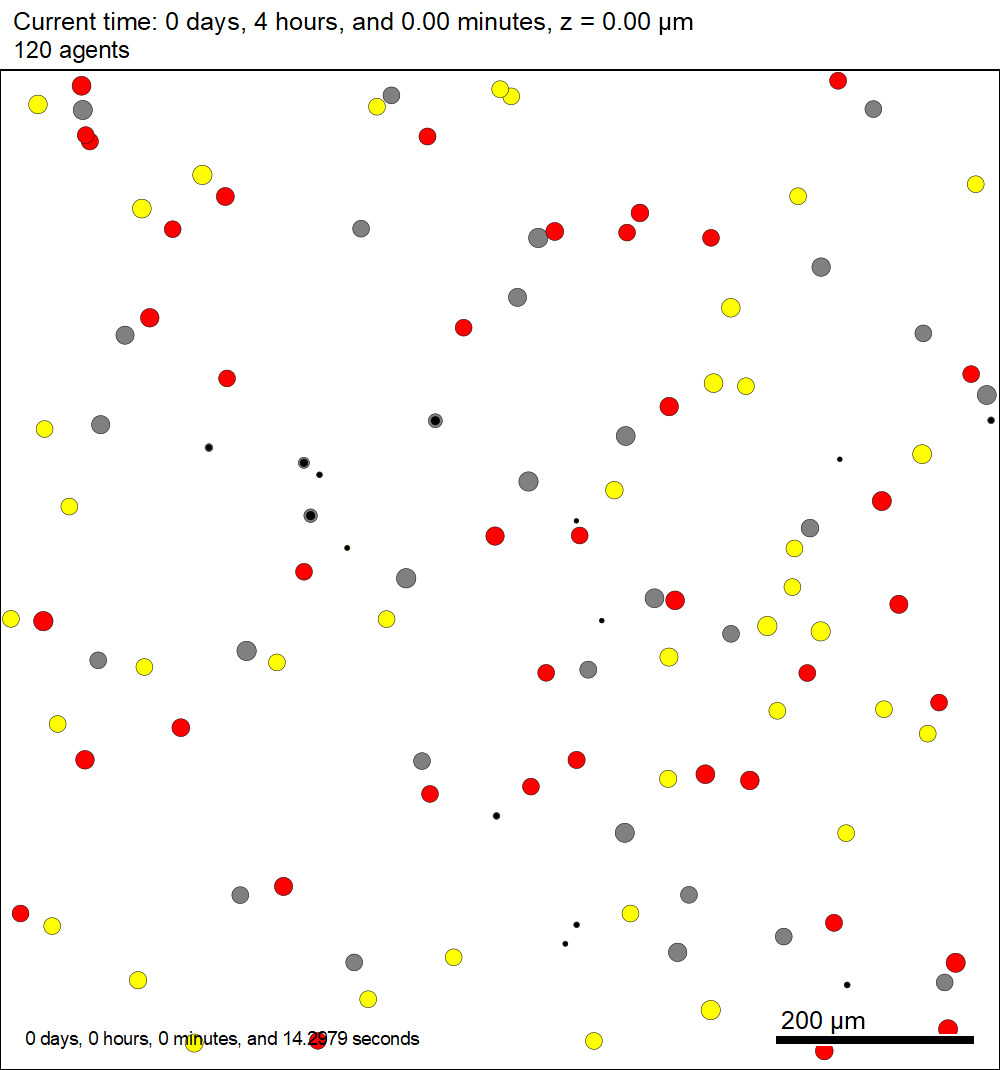 Current time: 0 days, 4 hours, and 0.00 minutes, z = 0.00 µm
120 agents
200 µm
0 days, 0 hours, 0 minutes, and 14.2979 seconds